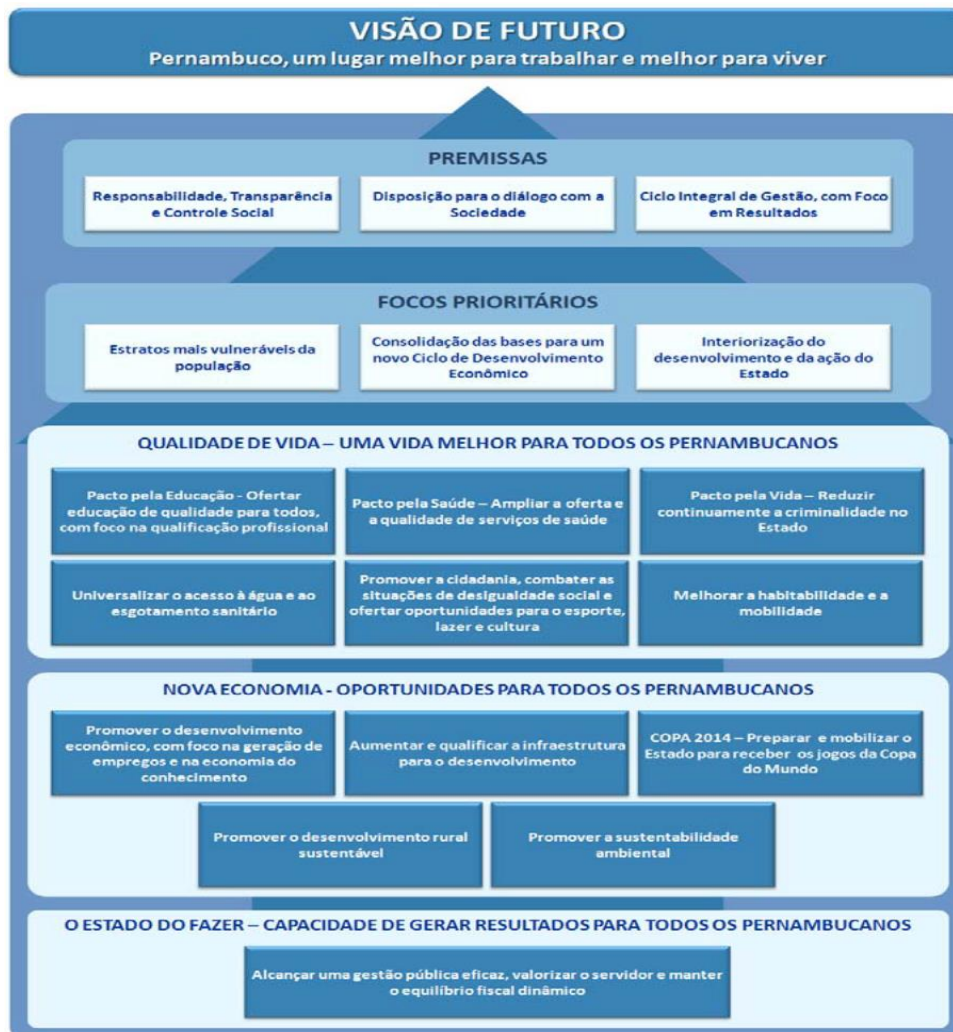 VISÃO DE FUTURO
Pernambuco, um lugar melhor para trabalhar e melhor para viver
PREMISSAS
Responsabilidade, Transparência
e Controle Social
Disposição para o diálogo com a
Sociedade
Ciclo Integral de Gestão, com Foco
em Resultados
FOCOS PRIORITÁRIOS
Estratos mais vulneráveis da
população
Consolidação das bases para um
novo Ciclo de Desenvolvimento
Econômico
Interiorização do
desenvolvimento e da ação do
Estado
QUALIDADE DE VIDA – UMA VIDA MELHOR PARA TODOS OS PERNAMBUCANOS
Pacto pela Educação - Ofertar
educação de qualidade para todos,
com foco na qualificação profissional
Pacto pela Saúde – Ampliar a oferta e
a qualidade de serviços de saúde
Pacto pela Vida – Reduzir
continuamente a criminalidade no
Estado
Universalizar o acesso à água e ao
esgotamento sanitário
Promover a cidadania, combater as
situações de desigualdade social e
ofertar oportunidades para o esporte,
lazer e cultura
Melhorar a habitabilidade e a
mobilidade
NOVA ECONOMIA - OPORTUNIDADES PARA TODOS OS PERNAMBUCANOS
Promover o desenvolvimento
econômico, com foco na geração de
empregos e na economia do
conhecimento
Aumentar e qualificar a infraestrutura
para o desenvolvimento
COPA 2014 – Preparar e mobilizar o
Estado para receber os jogos da Copa
do Mundo
Promover o desenvolvimento rural
sustentável
Promover a sustentabilidade
ambiental
O ESTADO DO FAZER – CAPACIDADE DE GERAR RESULTADOS PARA TODOS OS PERNAMBUCANOS
Alcançar uma gestão pública eficaz, valorizar o servidor e manter
o equilíbrio fiscal dinâmico